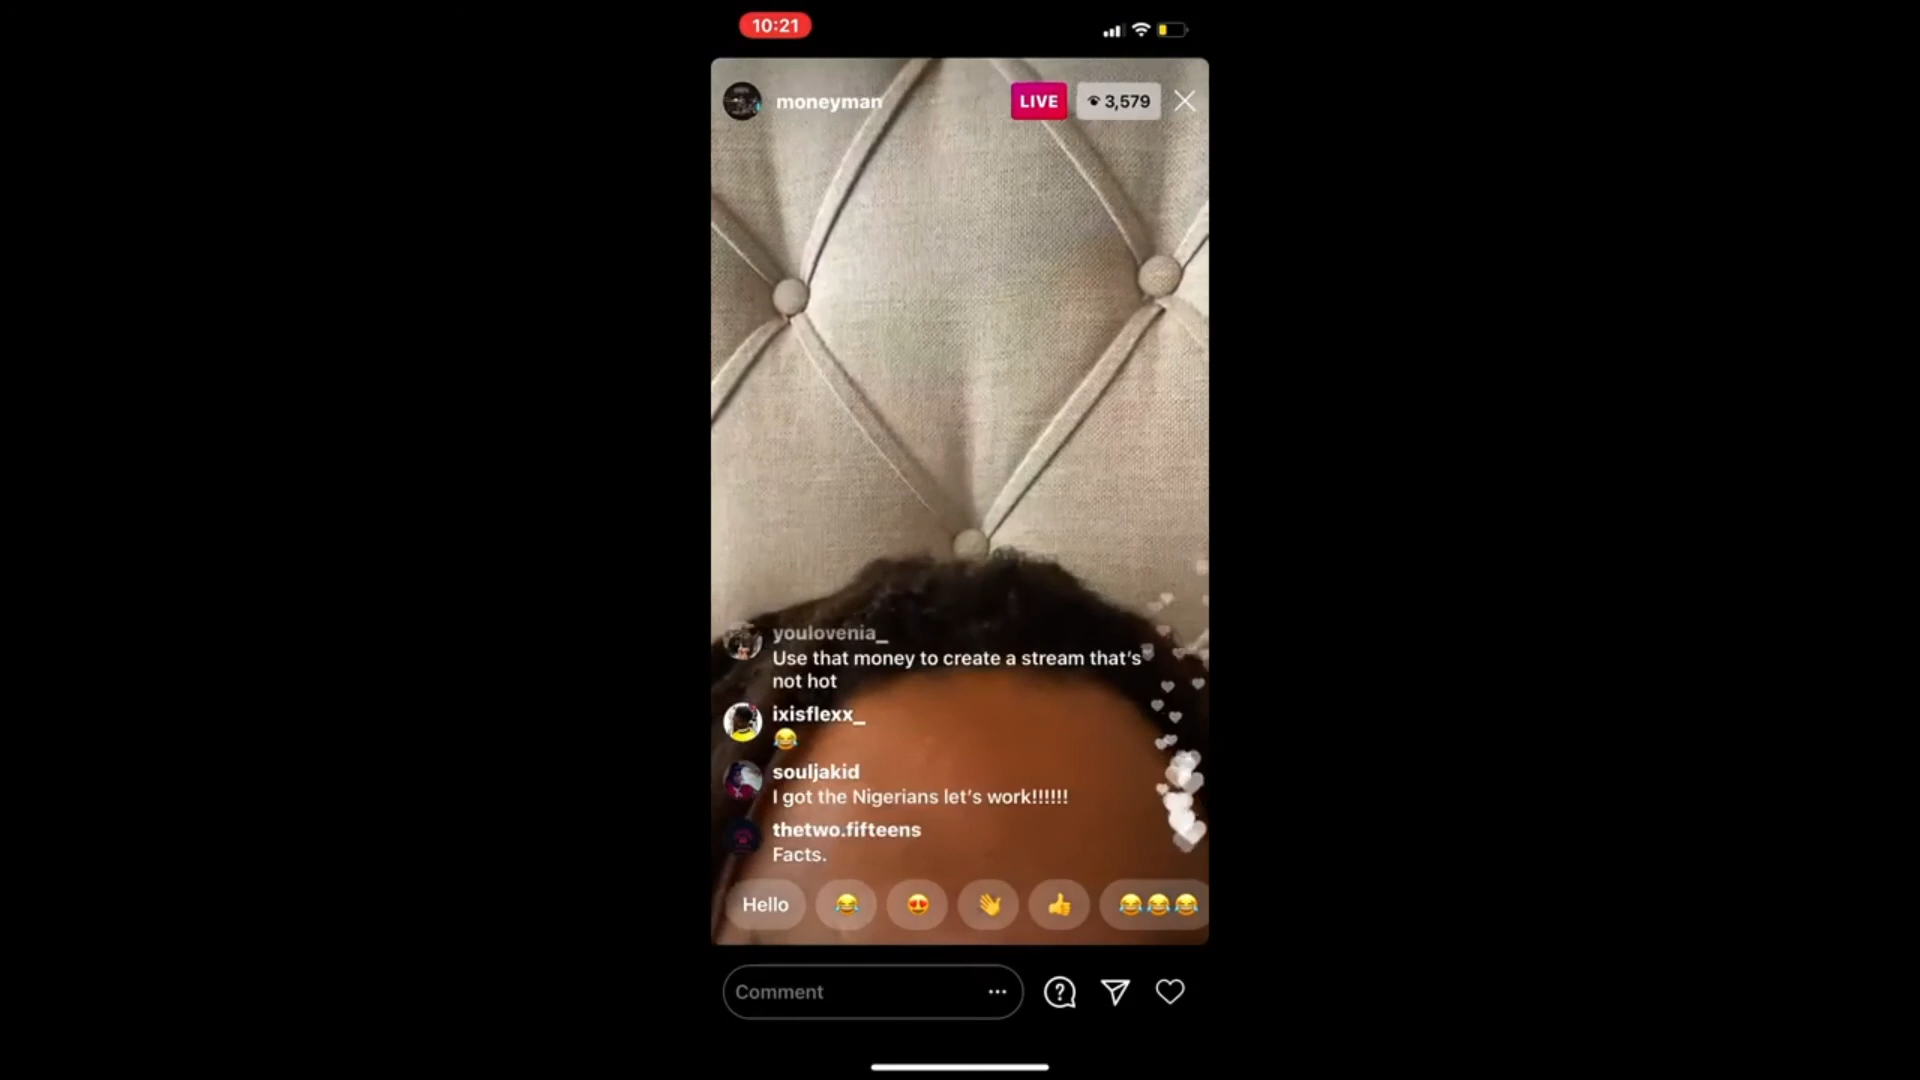 10:21
moneyman
LIVE
3,579
youlovenia_
Use that money to create a stream that's
not hot
ixisflexx_
😂
souljakid
I got the Nigerians let's work!!!!!!
thetwo.fifteens
Facts.
Hello 😂 😍 👋 👍 😂😂😂
Comment